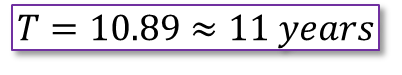 T = 10.89 ≈ 11 years